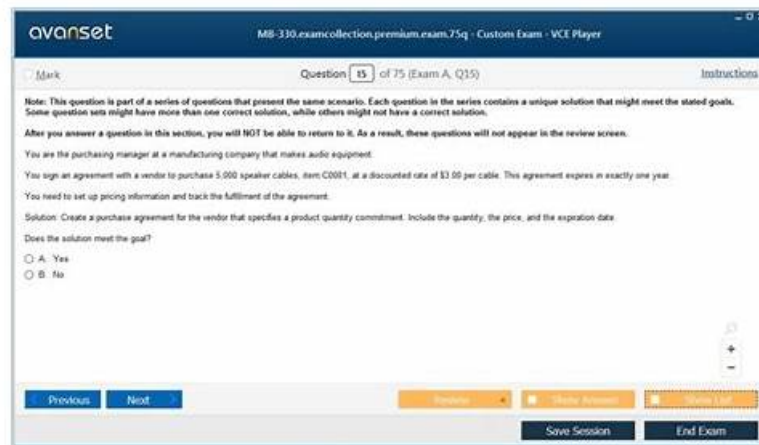 avanset
MB-330.examcollection.premium.exam.75q - Custom Exam - VCE Player
Mark
Question 15 of 75 (Exam A, Q15)
Instructions
Note: This question is part of a series of questions that present the same scenario. Each question in the series contains a unique solution that might meet the stated goals.
Some question sets might have more than one correct solution, while others might not have a correct solution.
After you answer a question in this section, you will NOT be able to return to it. As a result, these questions will not appear in the review screen.
You are the purchasing manager at a manufacturing company that makes audio equipment.
You sign an agreement with a vendor to purchase 5,000 speaker cables, item C0001, at a discounted rate of $3.00 per cable. This agreement expires in exactly one year.
You need to set up pricing information and track the fulfillment of the agreement.
Solution: Create a purchase agreement for the vendor that specifies a product quantity commitment. Include the quantity, the price, and the expiration date.
Does the solution meet the goal?
A. Yes
B. No
+
−
Previous
Next
Review
Show Answer
Show List
Save Session
End Exam